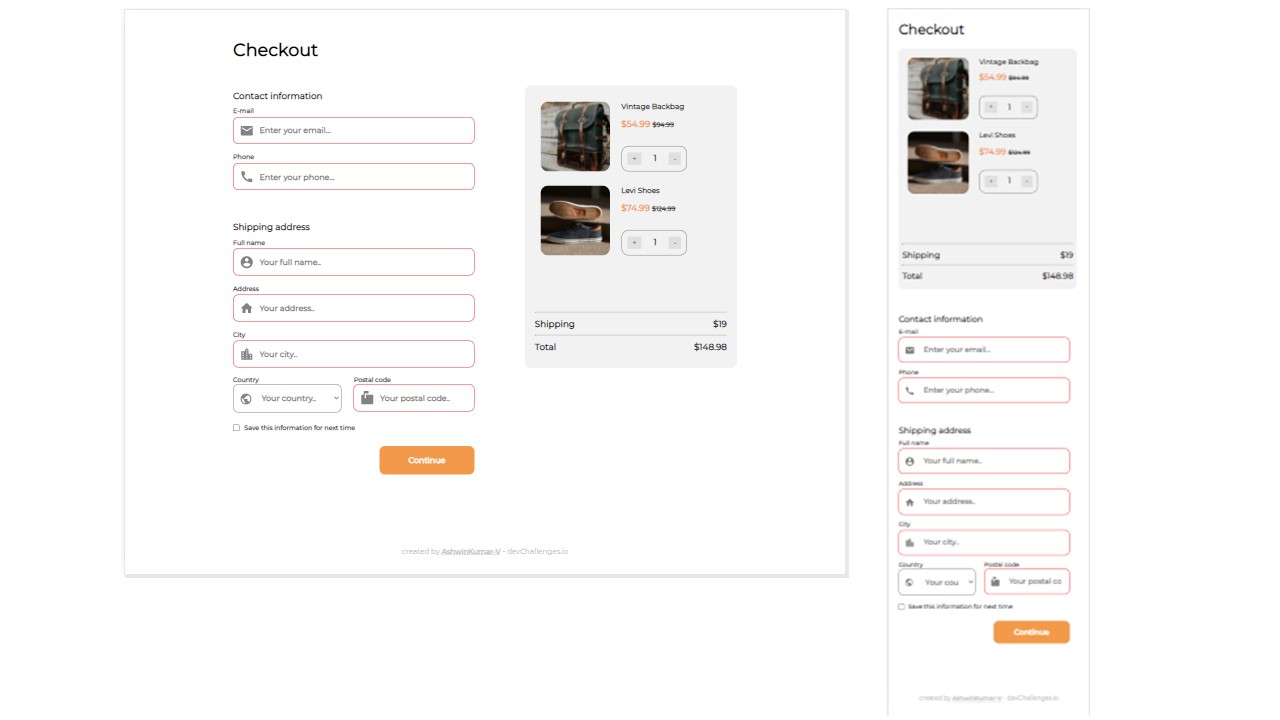 Checkout
Contact information
E-mail
Enter your email...
Phone
Enter your phone...
Shipping address
Full name
Your full name..
Address
Your address..
City
Your city..
Country
Postal code
Your country..
Your postal code..
Save this information for next time
Continue
Vintage Backbag
$54.99 $94.99
+ 1 -
Levi Shoes
$74.99 $124.99
+ 1 -
Shipping $19
Total $148.98
created by AshwinKumar-V - devChallenges.io
Checkout
Vintage Backbag
$54.99 $94.99
+ 1 -
Levi Shoes
$74.99 $124.99
+ 1 -
Shipping $19
Total $148.98
Contact information
E-mail
Enter your email...
Phone
Enter your phone...
Shipping address
Full name
Your full name..
Address
Your address..
City
Your city..
Country
Postal code
Your cou
Your postal co
Save this information for next time
Continue
created by AshwinKumar-V - devChallenges.io